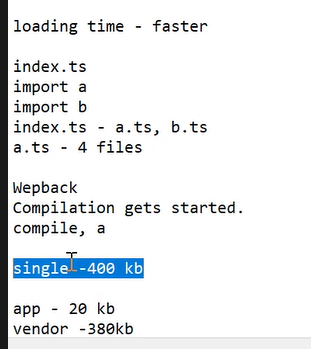 loading time - faster
index.ts
import a
import b
index.ts - a.ts, b.ts
a.ts - 4 files
Wepback
Compilation gets started.
compile, a
single -400 kb
app - 20 kb
vendor -380kb